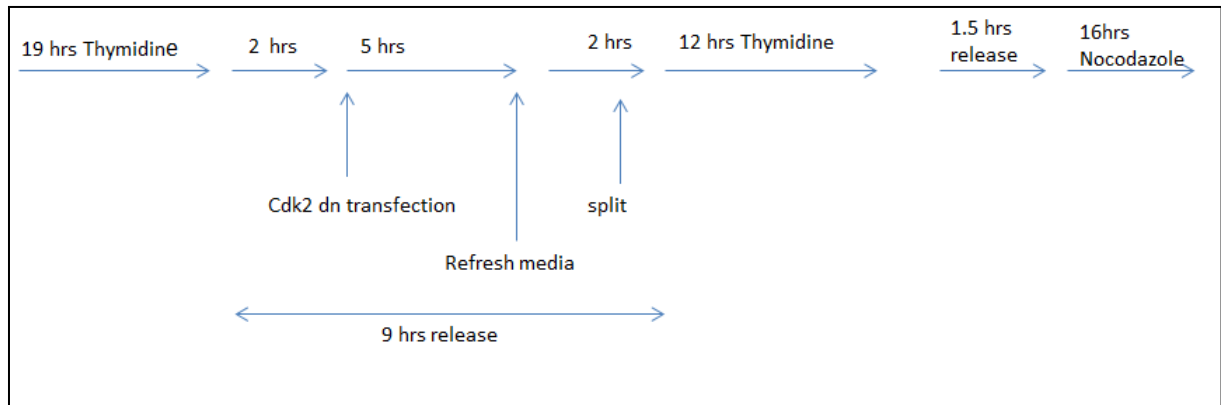 19 hrs Thymidine
2 hrs
5 hrs
2 hrs
12 hrs Thymidine
1.5 hrs
release
16hrs
Nocodazole
Cdk2 dn transfection
split
Refresh media
9 hrs release